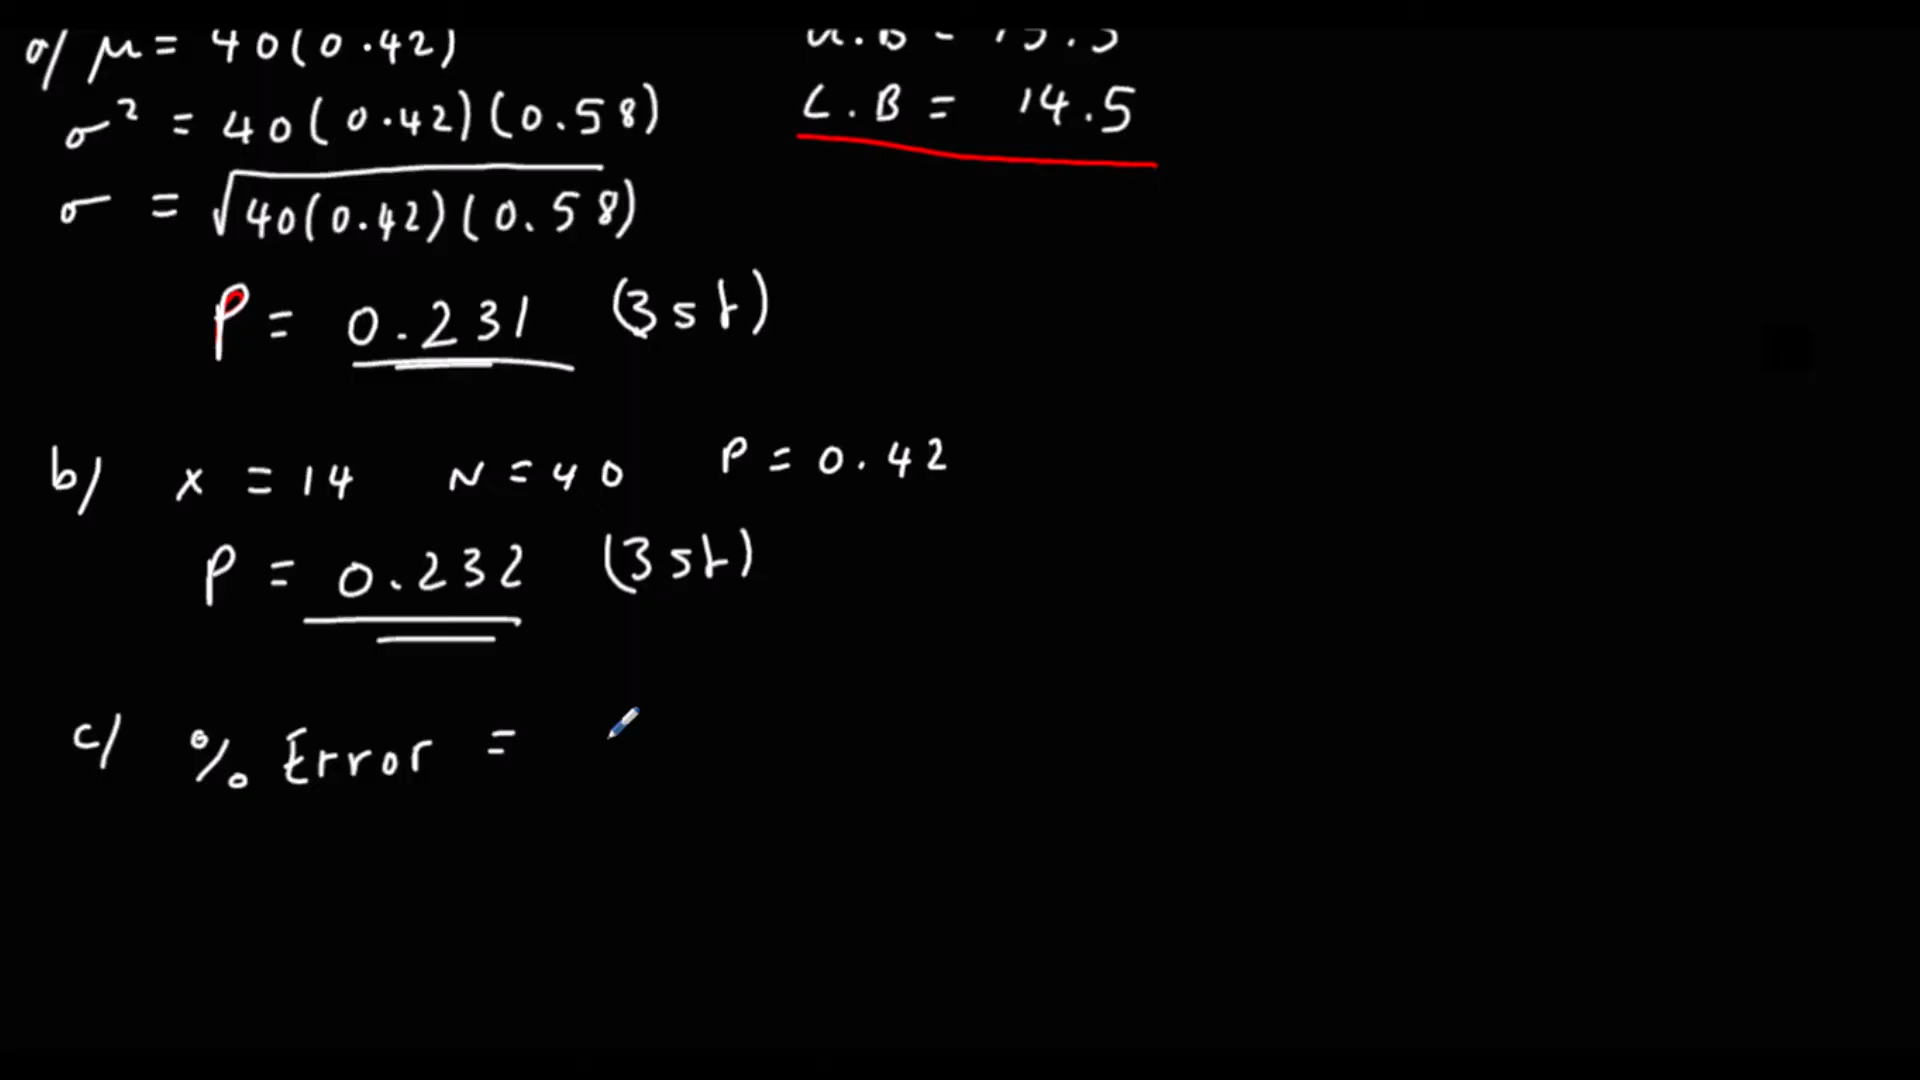 a/ μ = 40(0.42)
σ² = 40(0.42)(0.58)
σ = √40(0.42)(0.58)
P = 0.231 (3sf)
L.B = 14.5
b/ x = 14 N = 40 P = 0.42
P = 0.232 (3sf)
c/ % Error =